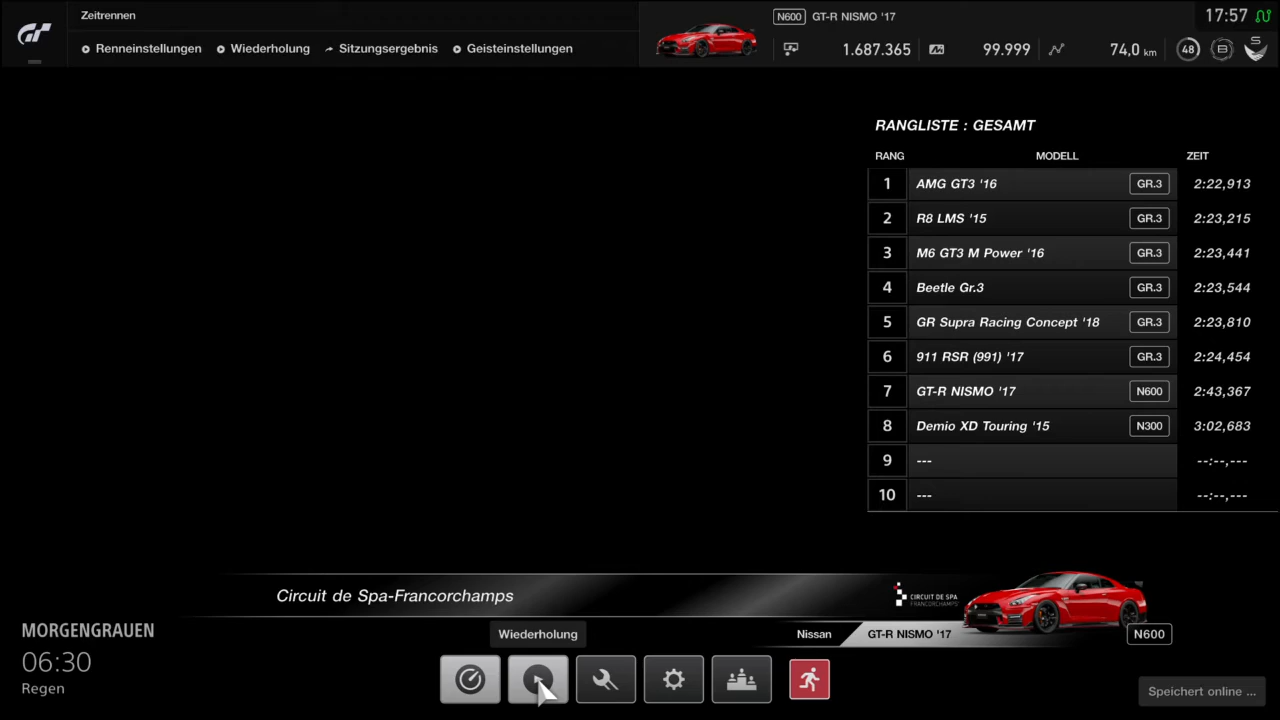 Zeitrennen
Renneinstellungen Wiederholung Sitzungsergebnis Geisteinstellungen
N600 GT-R NISMO '17
1.687.365 99.999 74,0 km 48 B S
17:57
RANGLISTE : GESAMT
RANG MODELL ZEIT
1 AMG GT3 '16 GR.3 2:22,913
2 R8 LMS '15 GR.3 2:23,215
3 M6 GT3 M Power '16 GR.3 2:23,441
4 Beetle Gr.3 GR.3 2:23,544
5 GR Supra Racing Concept '18 GR.3 2:23,810
6 911 RSR (991) '17 GR.3 2:24,454
7 GT-R NISMO '17 N600 2:43,367
8 Demio XD Touring '15 N300 3:02,683
9 --- --:--,---
10 --- --:--,---
Circuit de Spa-Francorchamps
CIRCUIT DE SPA
FRANCORCHAMPS
Nissan GT-R NISMO '17 N600
MORGENGRAUEN
06:30
Regen
Wiederholung
Speichert online ...